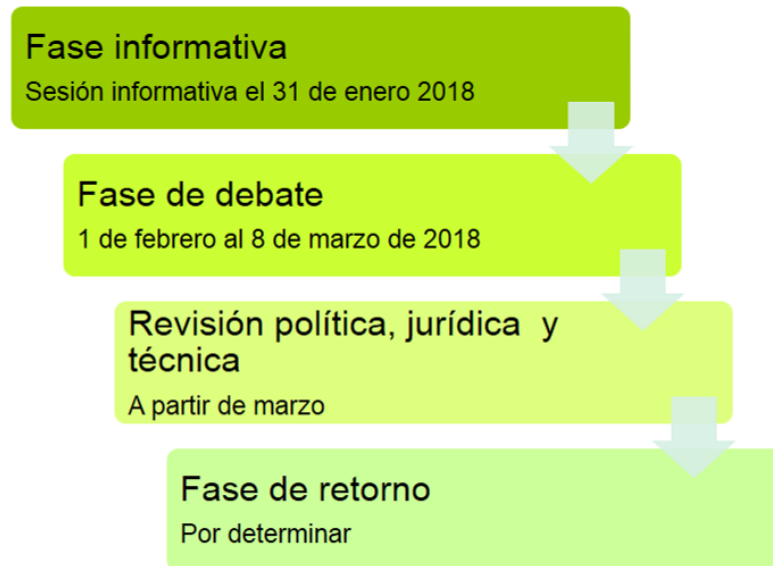 Fase informativa
Sesión informativa el 31 de enero 2018
Fase de debate
1 de febrero al 8 de marzo de 2018
Revisión política, jurídica y
técnica
A partir de marzo
Fase de retorno
Por determinar